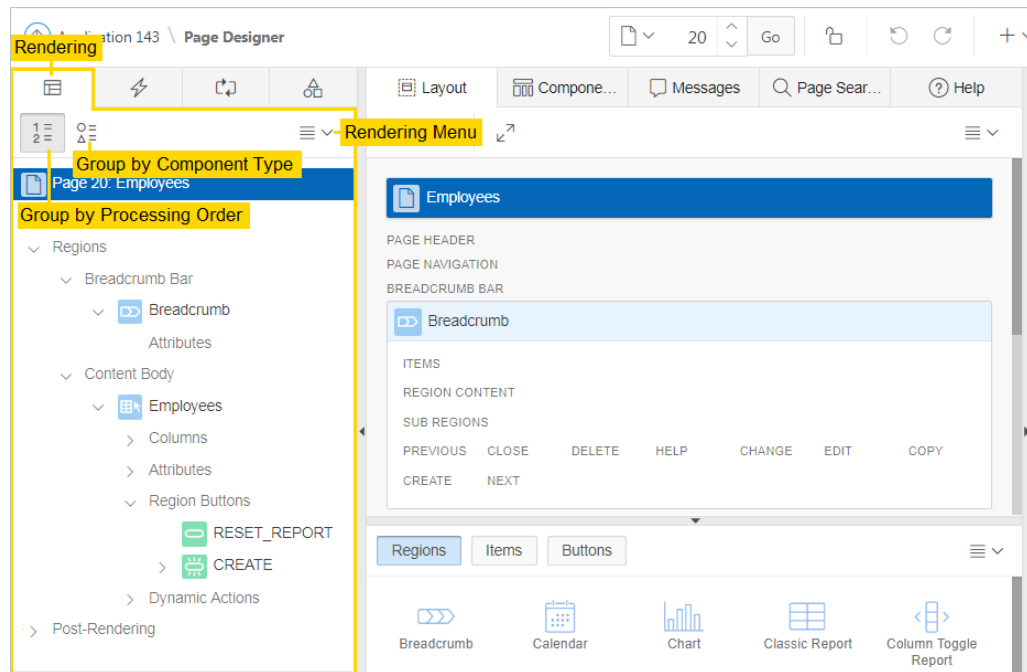 Application 143 \ Page Designer
20 Go
Rendering
Layout Compone... Messages Page Sear... Help
Rendering Menu
Group by Component Type
Page 20: Employees
Group by Processing Order
Regions
Breadcrumb Bar
Breadcrumb
Attributes
Content Body
Employees
Columns
Attributes
Region Buttons
RESET_REPORT
CREATE
Dynamic Actions
Post-Rendering
Employees
PAGE HEADER
PAGE NAVIGATION
BREADCRUMB BAR
Breadcrumb
ITEMS
REGION CONTENT
SUB REGIONS
PREVIOUS CLOSE DELETE HELP CHANGE EDIT COPY
CREATE NEXT
Regions Items Buttons
Breadcrumb Calendar Chart Classic Report Column Toggle
Report